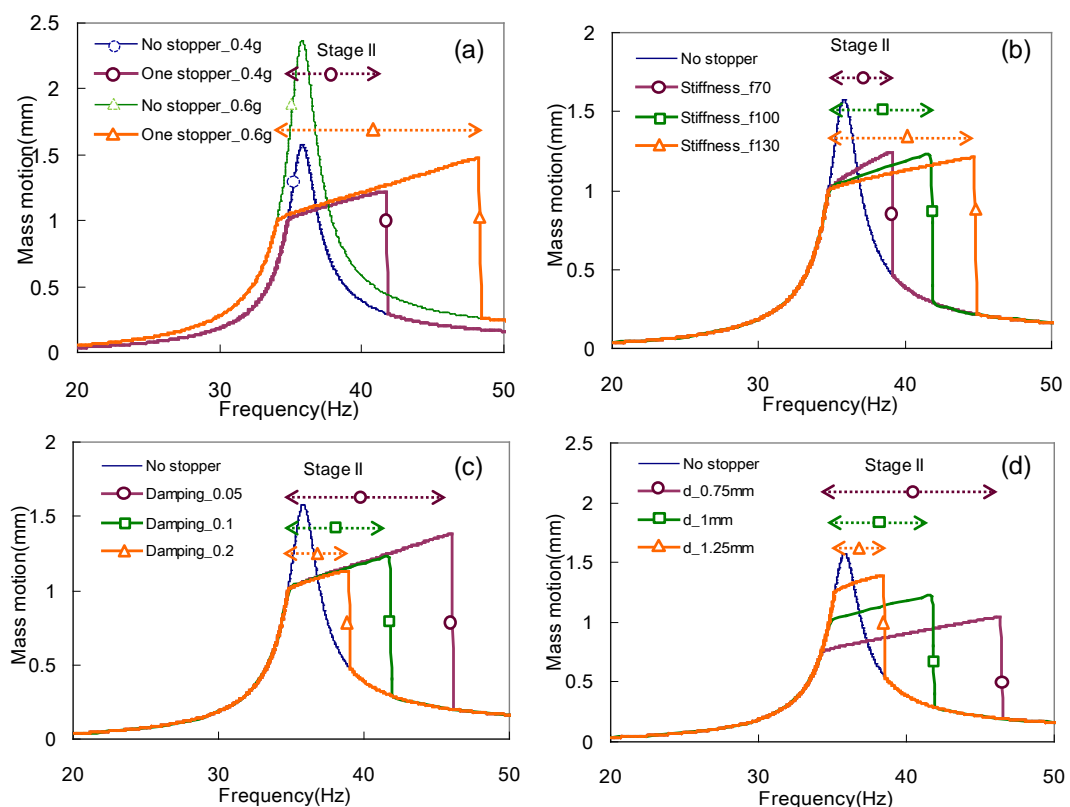 (a)
Stage II
No stopper_0.4g
One stopper_0.4g
No stopper_0.6g
One stopper_0.6g
Mass motion(mm)
2.5
2
1.5
1
0.5
0
20
30
40
50
Frequency(Hz)
(b)
Stage II
No stopper
Stiffness_f70
Stiffness_f100
Stiffness_f130
Mass motion(mm)
2
1.5
1
0.5
0
20
30
40
50
Frequency(Hz)
(c)
Stage II
No stopper
Damping_0.05
Damping_0.1
Damping_0.2
Mass motion(mm)
2
1.5
1
0.5
0
20
30
40
50
Frequency(Hz)
(d)
Stage II
No stopper
d_0.75mm
d_1mm
d_1.25mm
Mass motion(mm)
2.5
2
1.5
1
0.5
0
20
30
40
50
Frequency(Hz)